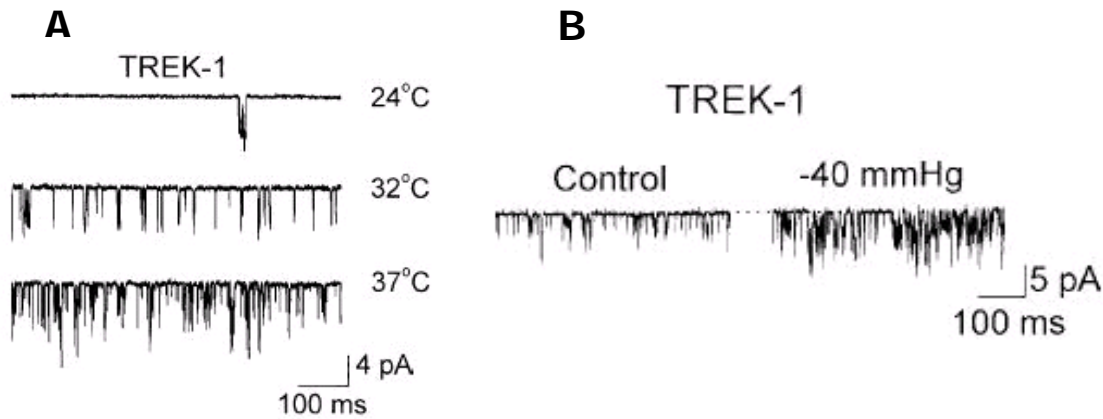 A
B
TREK-1
24°C
32°C
37°C
4 pA
100 ms
TREK-1
Control
-40 mmHg
5 pA
100 ms